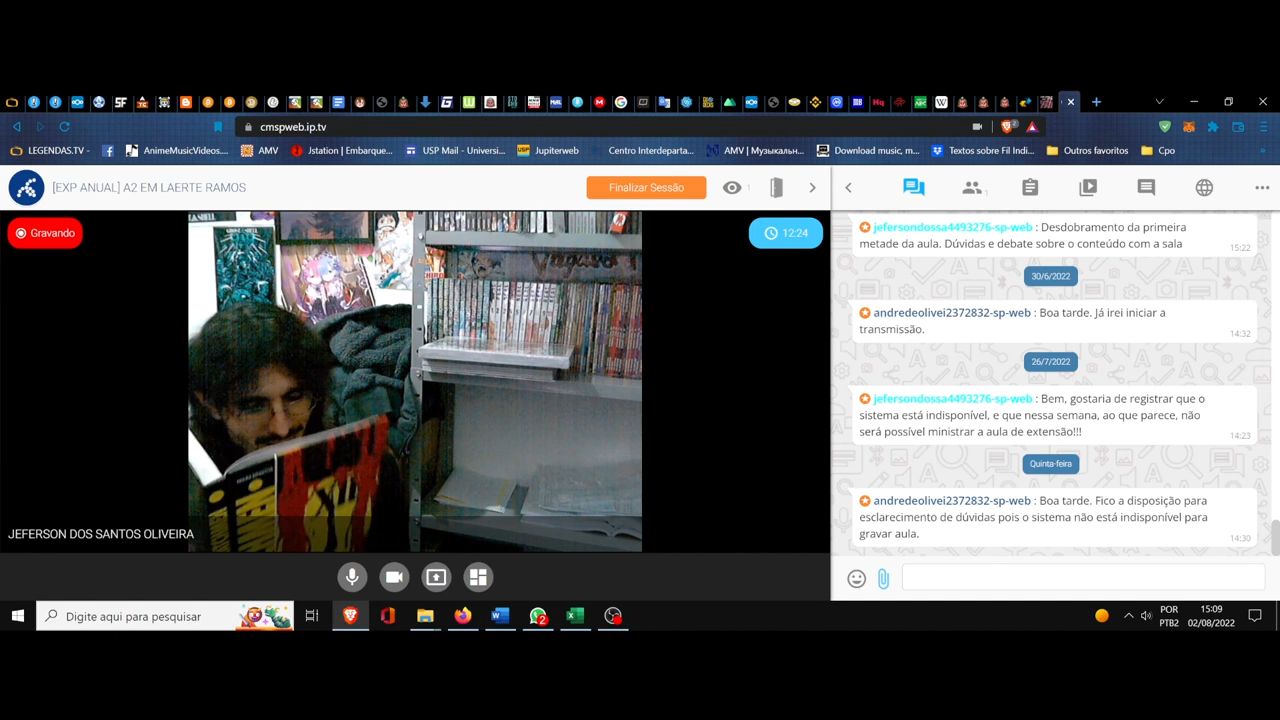 cmspweb.ip.tv
2
LEGENDAS.TV -
AnimeMusicVideos...
AMV
Jstation | Embarque...
USP Mail - Universi...
Jupiterweb
Centro Interdeparta...
AMV | Музыкальн...
Download music, m...
Textos sobre Fil Indi...
Outros favoritos
Cpo
[EXP ANUAL] A2 EM LAERTE RAMOS
Finalizar Sessão
1
1
Gravando
12:24
JEFERSON DOS SANTOS OLIVEIRA
jefersondossa4493276-sp-web : Desdobramento da primeira
metade da aula. Dúvidas e debate sobre o conteúdo com a sala
15:22
30/6/2022
andredeolivei2372832-sp-web : Boa tarde. Já irei iniciar a
transmissão.
14:32
26/7/2022
jefersondossa4493276-sp-web : Bem, gostaria de registrar que o
sistema está indisponível, e que nessa semana, ao que parece, não
será possível ministrar a aula de extensão!!!
14:23
Quinta-feira
andredeolivei2372832-sp-web : Boa tarde. Fico a disposição para
esclarecimento de dúvidas pois o sistema não está indisponível para
gravar aula.
14:30
Digite aqui para pesquisar
2
POR
PTB2
15:09
02/08/2022